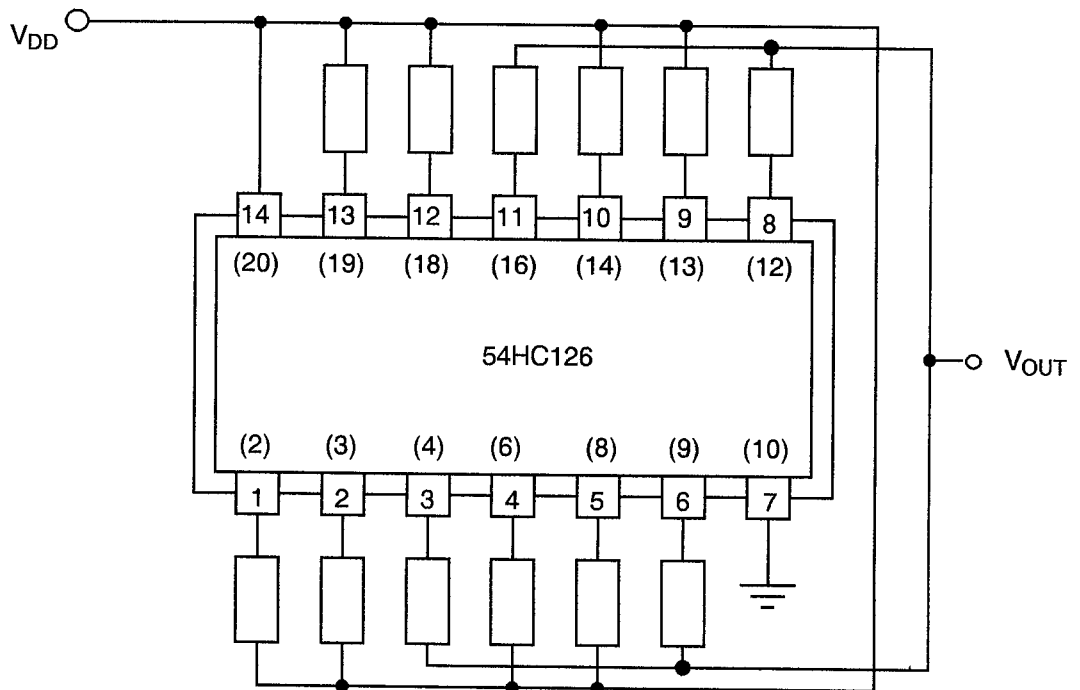 V_DD
14 13 12 11 10 9 8
(20) (19) (18) (16) (14) (13) (12)
54HC126
V_OUT
(2) (3) (4) (6) (8) (9) (10)
1 2 3 4 5 6 7